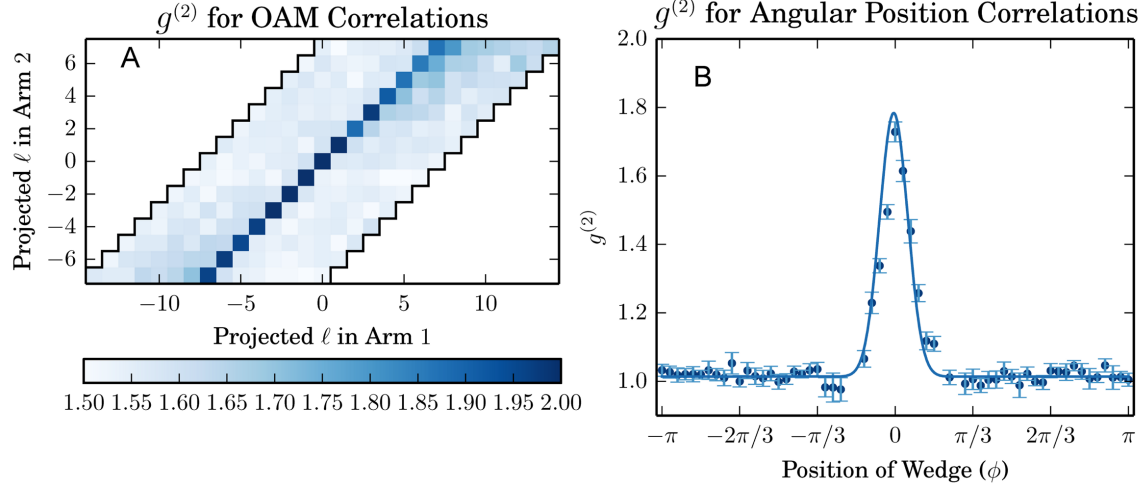 g⁽²⁾ for OAM Correlations
A
Projected ℓ in Arm 2
6
4
2
0
−2
−4
−6
−10 −5 0 5 10
Projected ℓ in Arm 1
1.50 1.55 1.60 1.65 1.70 1.75 1.80 1.85 1.90 1.95 2.00
g⁽²⁾ for Angular Position Correlations
B
g⁽²⁾
2.0
1.8
1.6
1.4
1.2
1.0
−π −2π/3 −π/3 0 π/3 2π/3 π
Position of Wedge (ϕ)